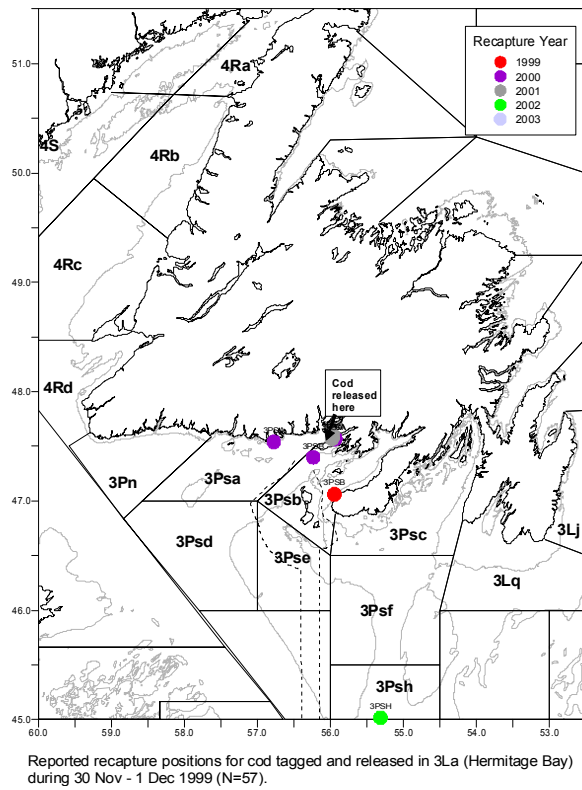 Recapture Year
1999
2000
2001
2002
2003
51.0
50.0
49.0
48.0
47.0
46.0
45.0
4Ra
4S
4Rb
4Rc
4Rd
Cod
released
here
3PSB
3Pn
3Psa
3Psb
3Psc
3Lj
3Psd
3Pse
3Lq
3Psf
3Psh
3PSH
60.0
59.0
58.0
57.0
56.0
55.0
54.0
53.0
Reported recapture positions for cod tagged and released in 3La (Hermitage Bay)
during 30 Nov - 1 Dec 1999 (N=57).